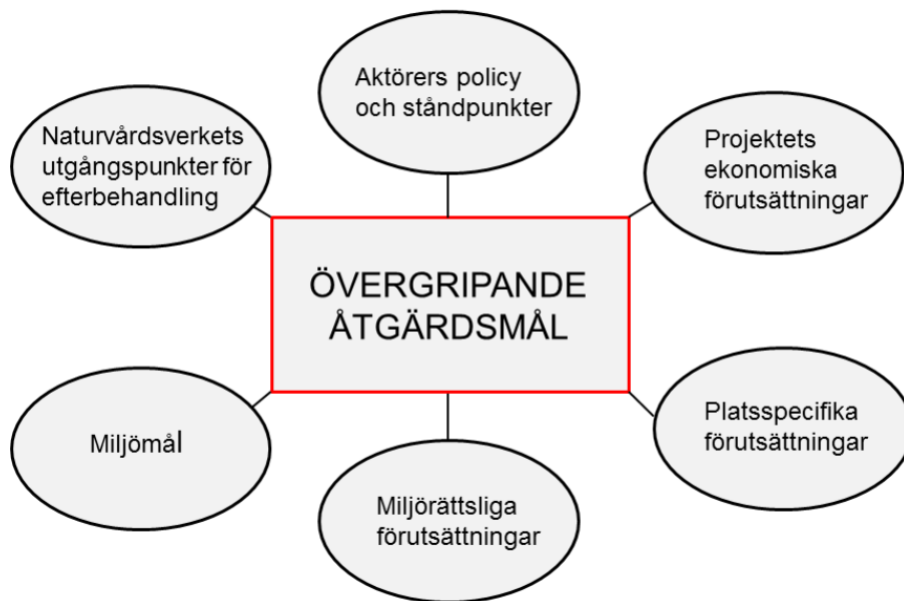 Aktörers policy
och ståndpunkter
Naturvårdsverkets
utgångspunkter för
efterbehandling
Projektets
ekonomiska
förutsättningar
ÖVERGRIPANDE
ÅTGÄRDSMÅL
Miljömål
Platsspecifika
förutsättningar
Miljörättsliga
förutsättningar